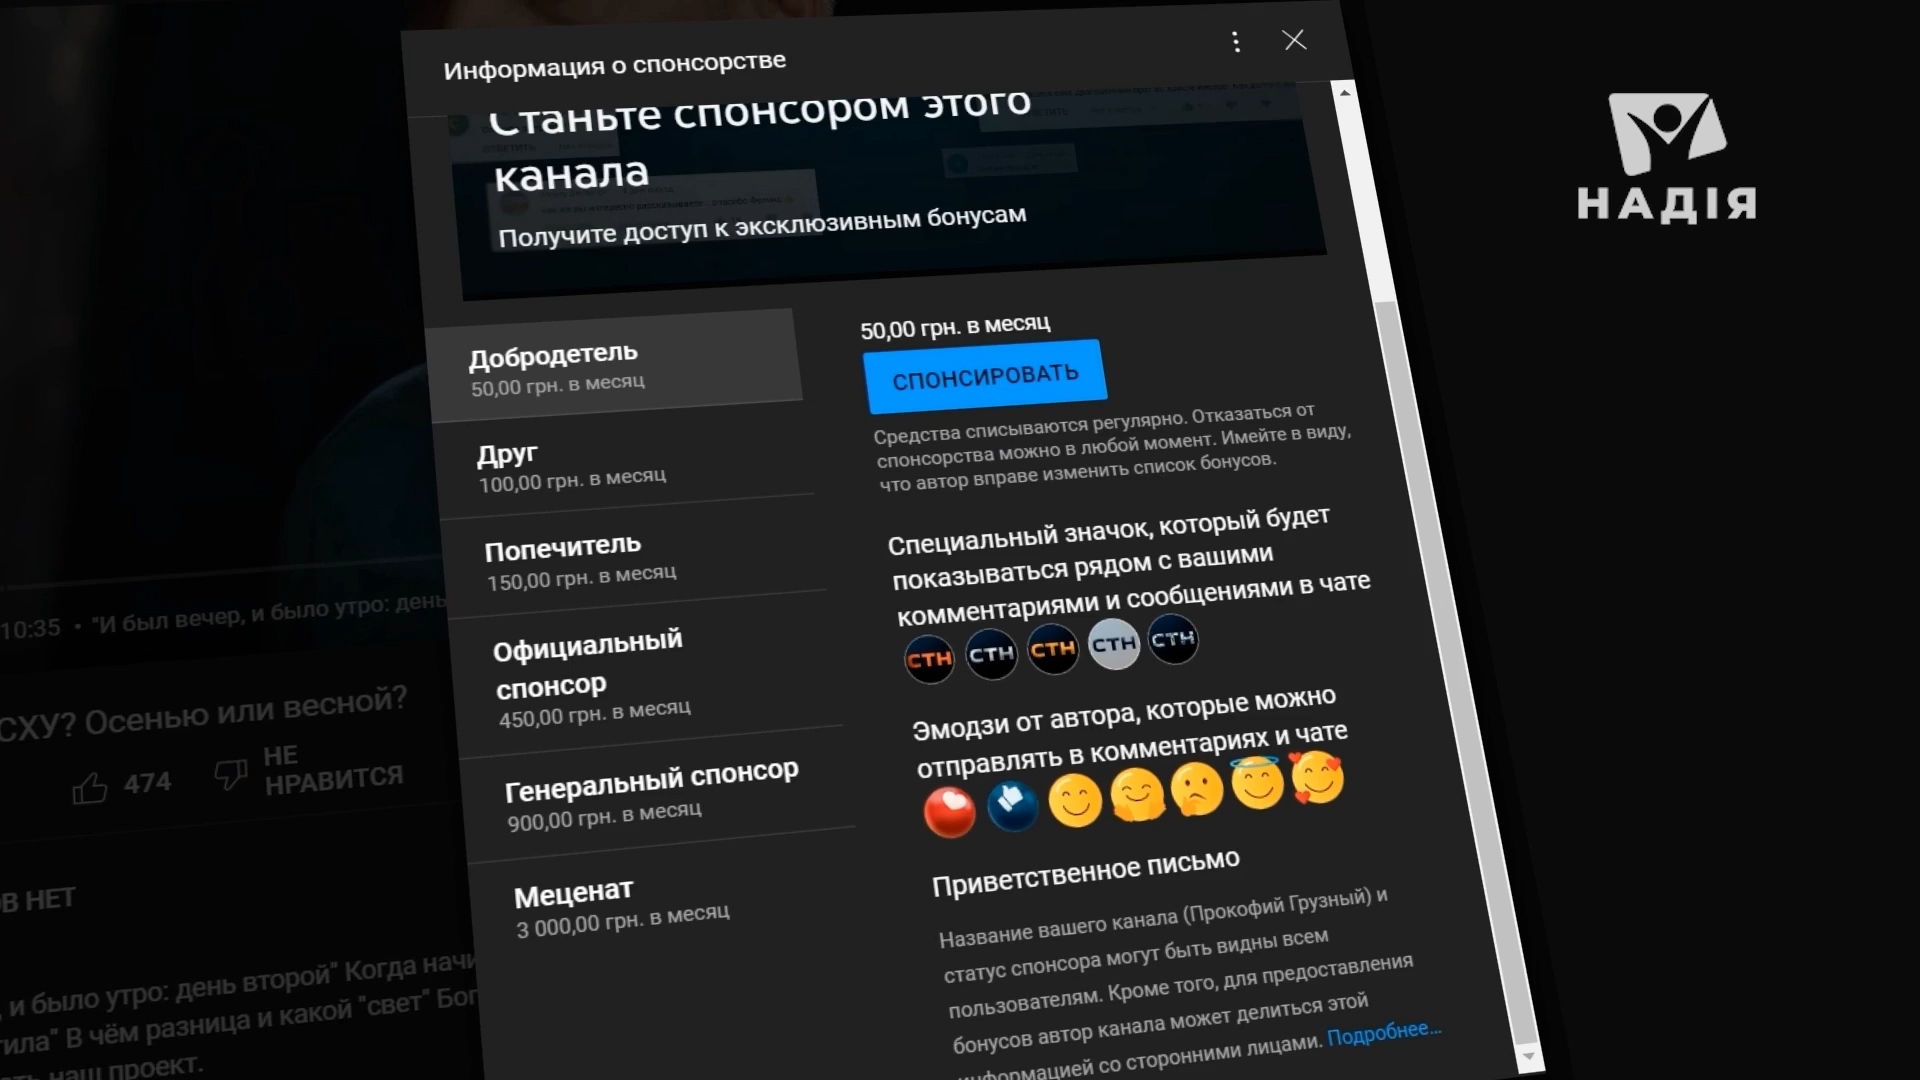 Информация о спонсорстве
Станьте спонсором этого
канала
Получите доступ к эксклюзивным бонусам
НАДІЯ
Добродетель
50,00 грн. в месяц
Друг
100,00 грн. в месяц
Попечитель
150,00 грн. в месяц
Официальный
спонсор
450,00 грн. в месяц
Генеральный спонсор
900,00 грн. в месяц
Меценат
3 000,00 грн. в месяц
50,00 грн. в месяц
СПОНСИРОВАТЬ
Средства списываются регулярно. Отказаться от
спонсорства можно в любой момент. Имейте в виду,
что автор вправе изменить список бонусов.
Специальный значок, который будет
показываться рядом с вашими
комментариями и сообщениями в чате
СТН СТН СТН СТН СТН
Эмодзи от автора, которые можно
отправлять в комментариях и чате
Приветственное письмо
Название вашего канала (Прокофий Грузный) и
статус спонсора могут быть видны всем
пользователям. Кроме того, для предоставления
бонусов автор канала может делиться этой
информацией со сторонними лицами. Подробнее...
10:35 • "И был вечер, и было утро: день
СХУ? Осенью или весной?
474
НЕ
НРАВИТСЯ
ОВ НЕТ
, и было утро: день второй" Когда начи
тила" В чём разница и какой "свет" Бог
наш проект.